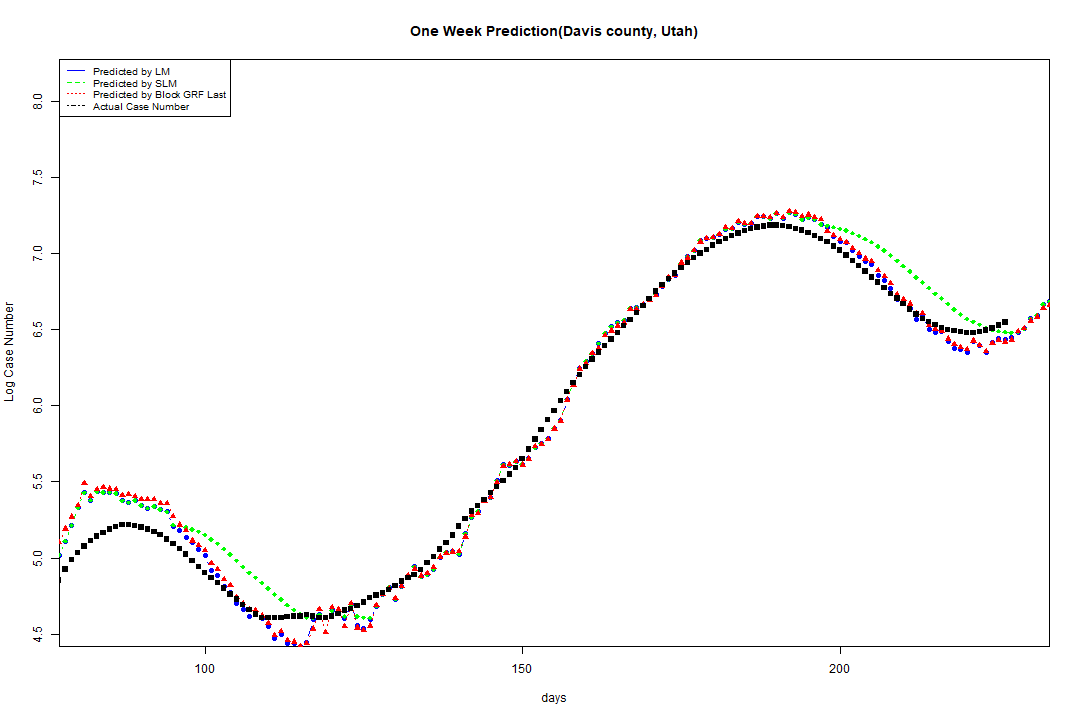 One Week Prediction(Davis county, Utah)
Predicted by LM
Predicted by SLM
Predicted by Block GRF Last
Actual Case Number
8.0
7.5
7.0
6.5
6.0
5.5
5.0
4.5
Log Case Number
100 150 200
days